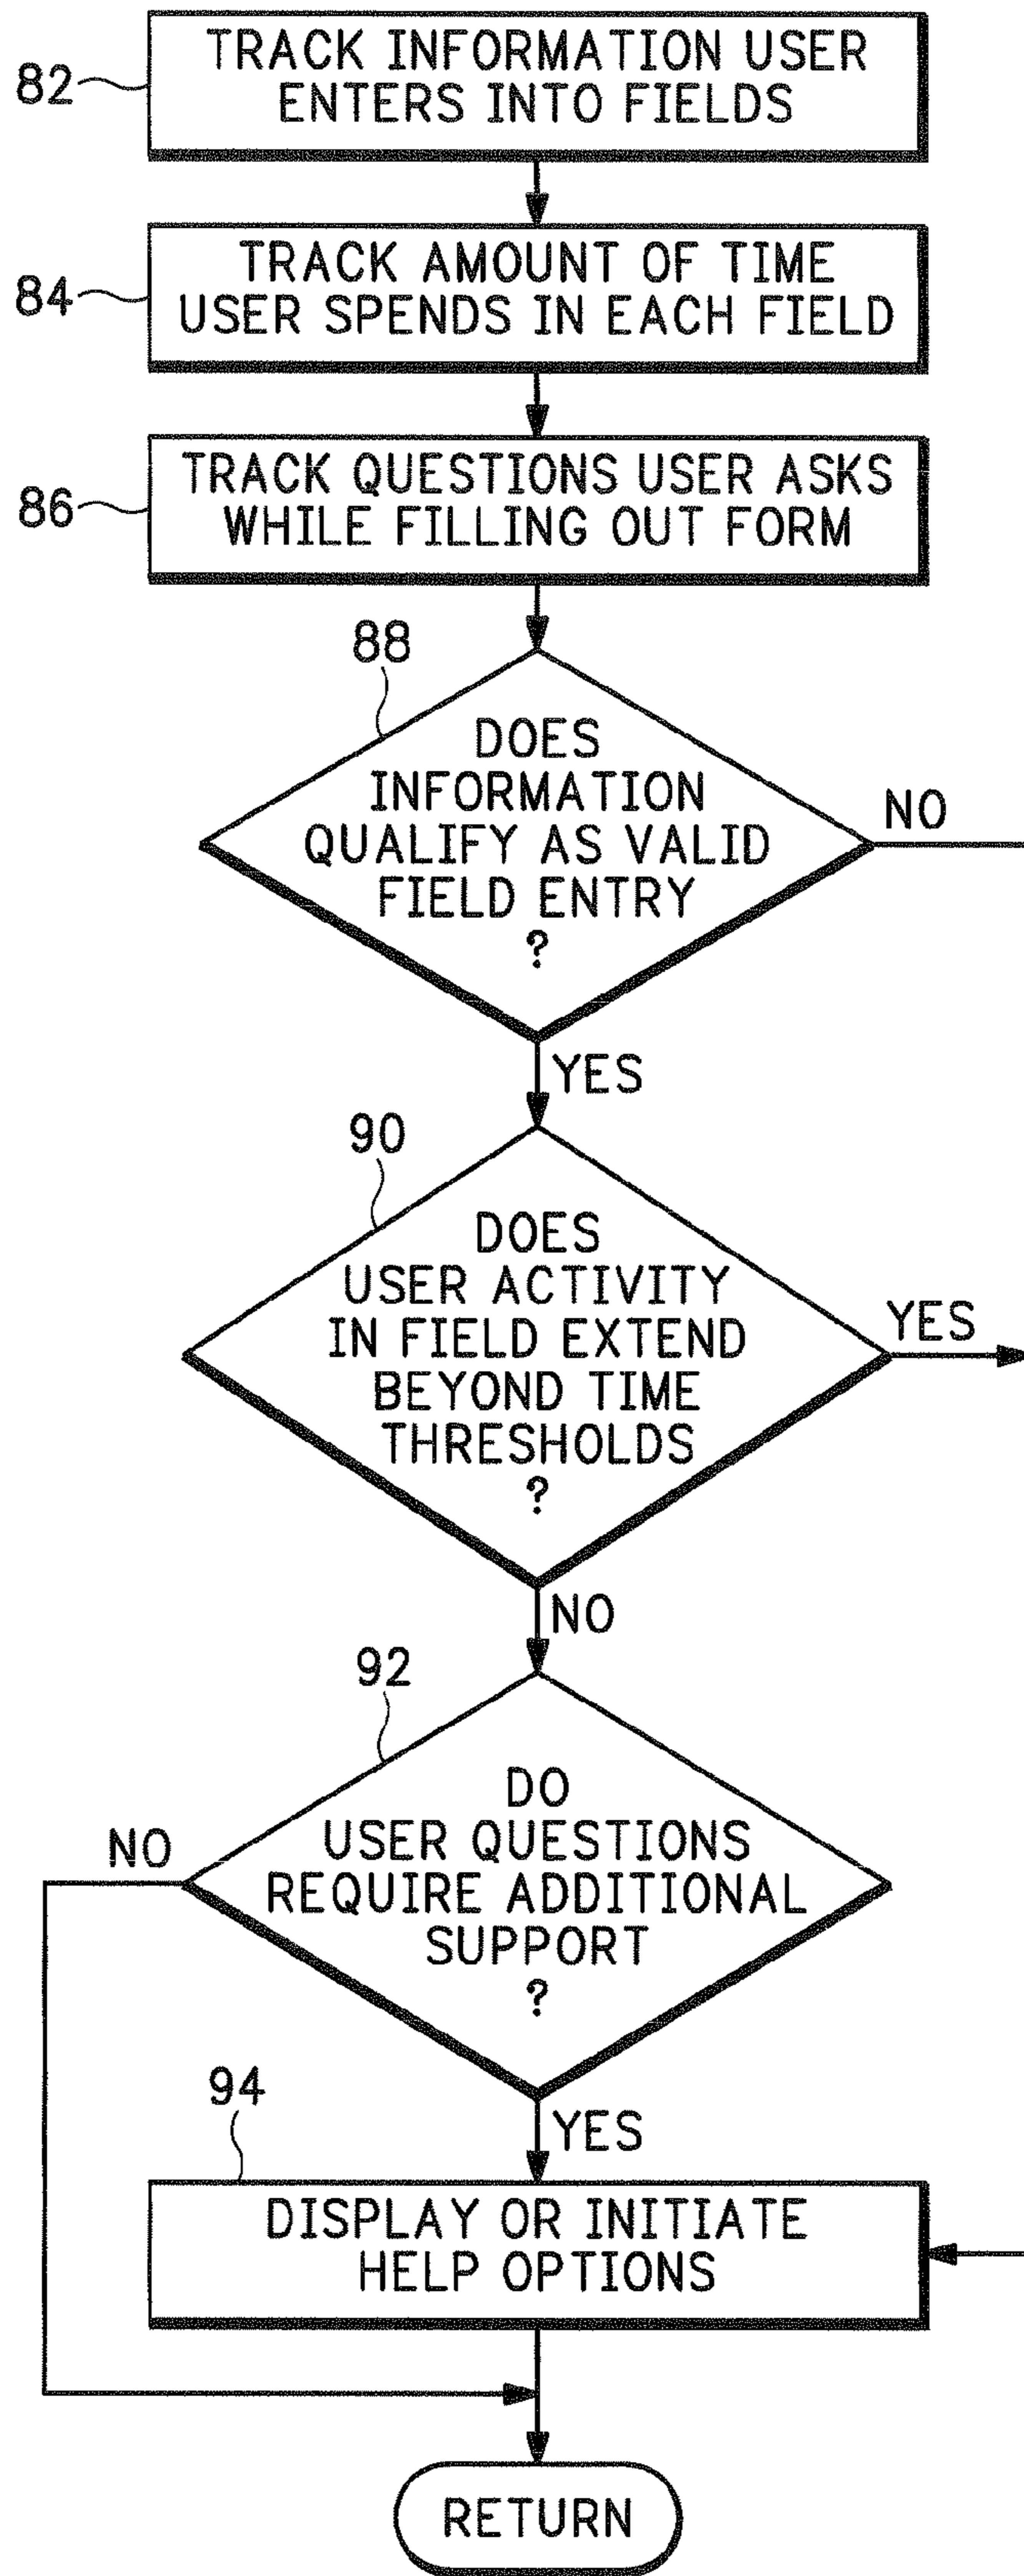 82
TRACK INFORMATION USER
ENTERS INTO FIELDS
84
TRACK AMOUNT OF TIME
USER SPENDS IN EACH FIELD
86
TRACK QUESTIONS USER ASKS
WHILE FILLING OUT FORM
88
DOES
INFORMATION
QUALIFY AS VALID
FIELD ENTRY
?
NO
YES
90
DOES
USER ACTIVITY
IN FIELD EXTEND
BEYOND TIME
THRESHOLDS
?
YES
NO
92
DO
USER QUESTIONS
REQUIRE ADDITIONAL
SUPPORT
?
NO
YES
94
DISPLAY OR INITIATE
HELP OPTIONS
RETURN